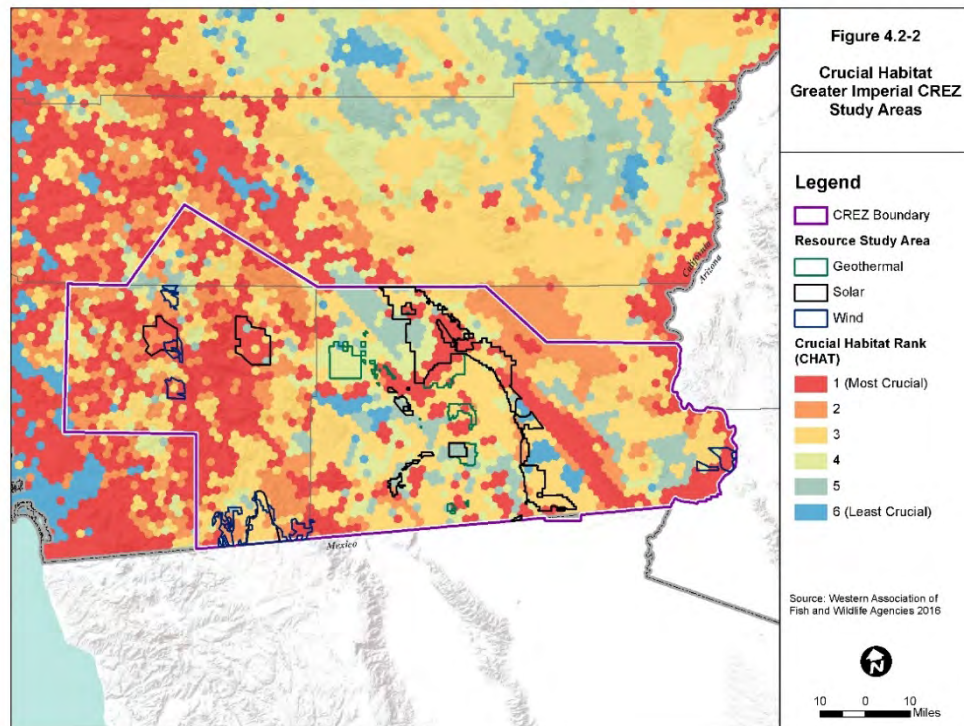 Figure 4.2-2
Crucial Habitat
Greater Imperial CREZ
Study Areas
Legend
CREZ Boundary
Resource Study Area
Geothermal
Solar
Wind
Crucial Habitat Rank
(CHAT)
1 (Most Crucial)
2
3
4
5
6 (Least Crucial)
Source: Western Association of
Fish and Wildlife Agencies 2016
N
10 0 10
Miles
California
Arizona
Mexico